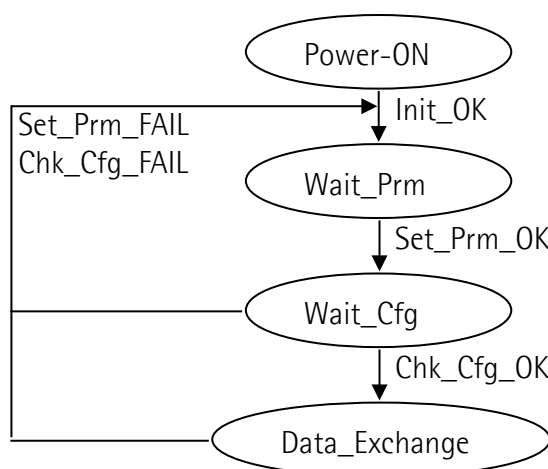 Power-ON
Init_OK
Set_Prm_FAIL
Chk_Cfg_FAIL
Wait_Prm
Set_Prm_OK
Wait_Cfg
Chk_Cfg_OK
Data_Exchange